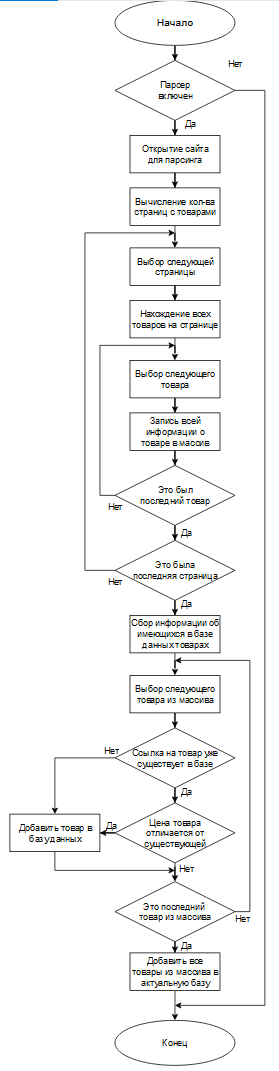 Начало
Нет
Парсер
включен
Да
Открытие сайта
для парсинга
Вычисление кол-ва
страниц с товарами
Выбор следующей
страницы
Нахождение всех
товаров на странице
Выбор следующего
товара
Запись всей
информации о
товаре в массив
Это был
последний товар
Нет
Да
Это была
последняя страница
Нет
Да
Сбор информации об
имеющихся в базе
данных товарах
Выбор следующего
товара из массива
Нет
Ссылка на товар уже
существует в базе
Да
Добавить товар в
базу данных
Да
Цена товара
отличается от
существующей
Нет
Это последний
товар из массива
Нет
Да
Добавить все
товары из массива в
актуальную базу
Конец